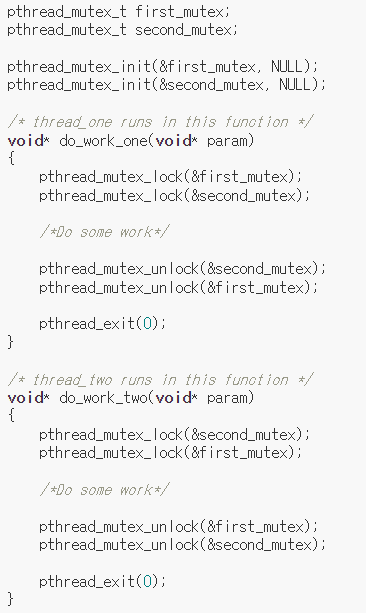 pthread_mutex_t first_mutex;
pthread_mutex_t second_mutex;
pthread_mutex_init(&first_mutex, NULL);
pthread_mutex_init(&second_mutex, NULL);
/* thread_one runs in this function */
void* do_work_one(void* param)
{
pthread_mutex_lock(&first_mutex);
pthread_mutex_lock(&second_mutex);
/*Do some work*/
pthread_mutex_unlock(&second_mutex);
pthread_mutex_unlock(&first_mutex);
pthread_exit(0);
}
/* thread_two runs in this function */
void* do_work_two(void* param)
{
pthread_mutex_lock(&second_mutex);
pthread_mutex_lock(&first_mutex);
/*Do some work*/
pthread_mutex_unlock(&first_mutex);
pthread_mutex_unlock(&second_mutex);
pthread_exit(0);
}